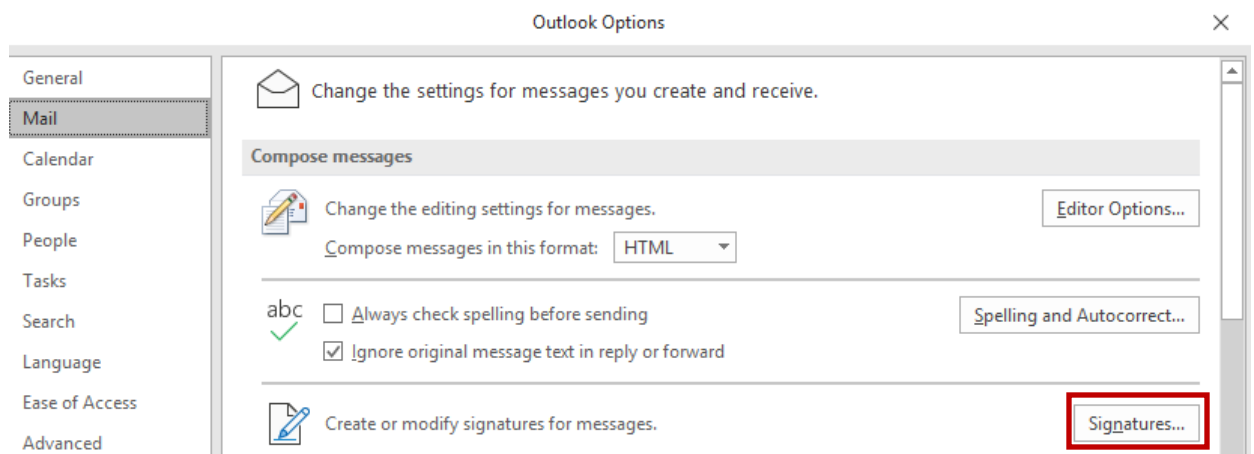 Outlook Options
General
Mail
Calendar
Groups
People
Tasks
Search
Language
Ease of Access
Advanced
Change the settings for messages you create and receive.
Compose messages
Change the editing settings for messages.
Editor Options...
Compose messages in this format: HTML
abc
Always check spelling before sending
Spelling and Autocorrect...
Ignore original message text in reply or forward
Create or modify signatures for messages.
Signatures...